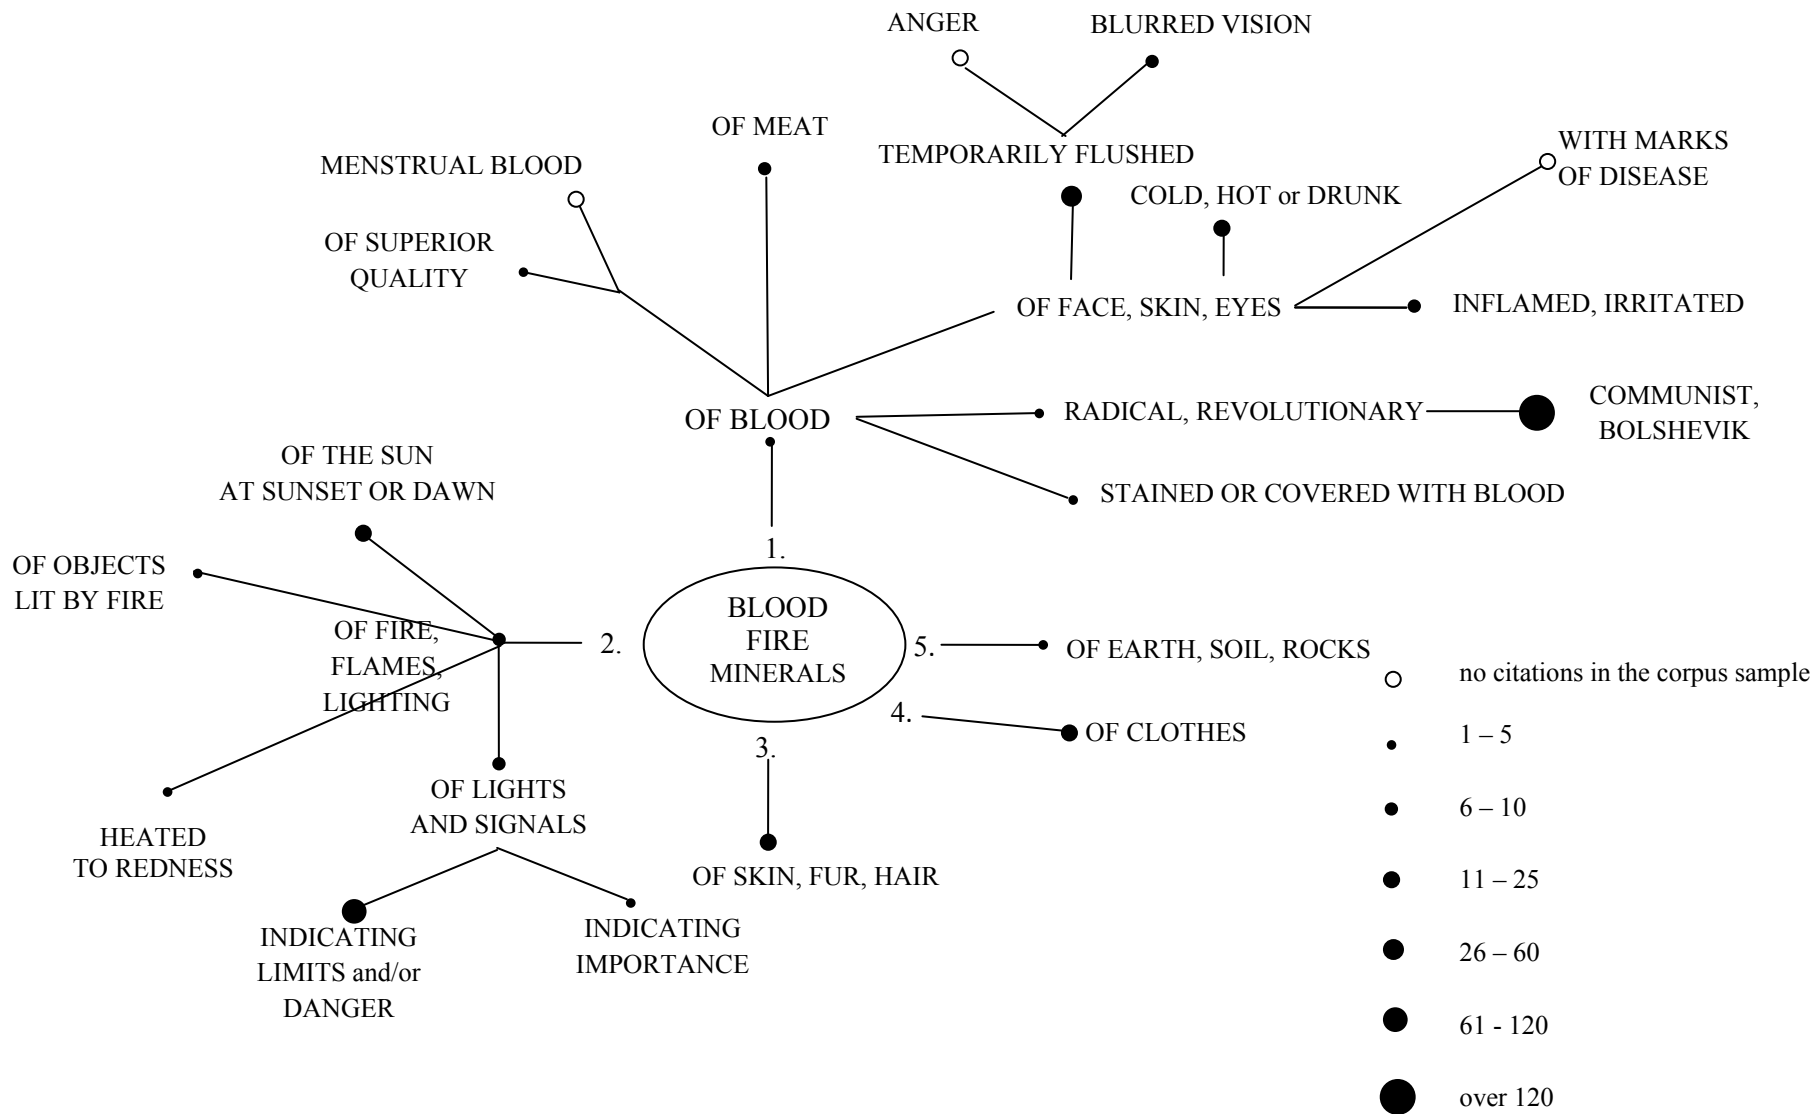 ANGER
BLURRED VISION
OF MEAT
TEMPORARILY FLUSHED
WITH MARKS
OF DISEASE
MENSTRUAL BLOOD
COLD, HOT or DRUNK
OF SUPERIOR
QUALITY
OF FACE, SKIN, EYES
INFLAMED, IRRITATED
OF BLOOD
RADICAL, REVOLUTIONARY
COMMUNIST,
BOLSHEVIK
OF THE SUN
AT SUNSET OR DAWN
STAINED OR COVERED WITH BLOOD
OF OBJECTS
LIT BY FIRE
1.
BLOOD
FIRE
MINERALS
OF FIRE,
FLAMES,
LIGHTING
2.
5.
OF EARTH, SOIL, ROCKS
4.
OF CLOTHES
3.
OF SKIN, FUR, HAIR
HEATED
TO REDNESS
OF LIGHTS
AND SIGNALS
INDICATING
LIMITS and/or
DANGER
INDICATING
IMPORTANCE
no citations in the corpus sample
1 – 5
6 – 10
11 – 25
26 – 60
61 - 120
over 120